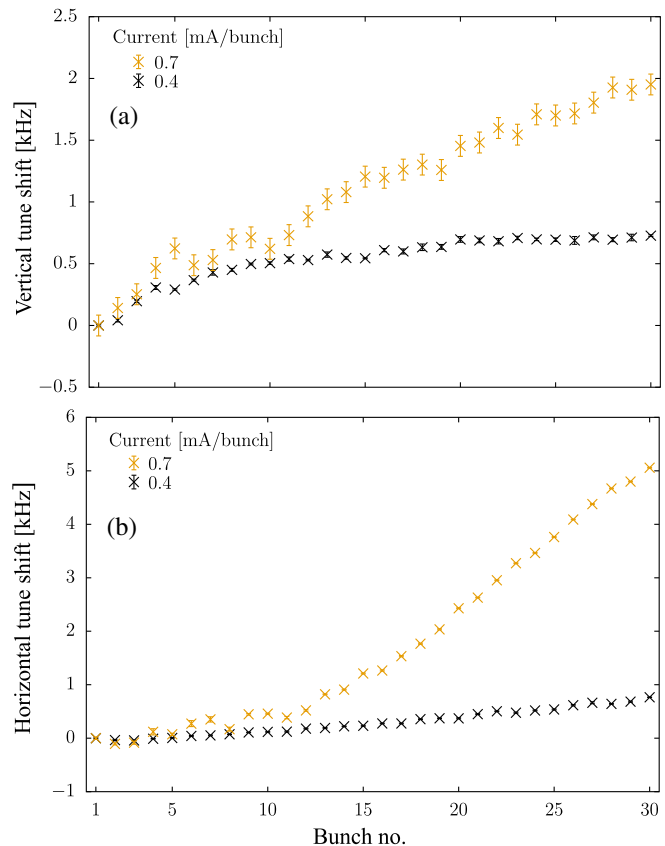 Current [mA/bunch]
0.7
0.4
(a)
Vertical tune shift [kHz]
2
1.5
1
0.5
0
−0.5
Current [mA/bunch]
0.7
0.4
(b)
Horizontal tune shift [kHz]
6
5
4
3
2
1
0
−1
1 5 10 15 20 25 30
Bunch no.